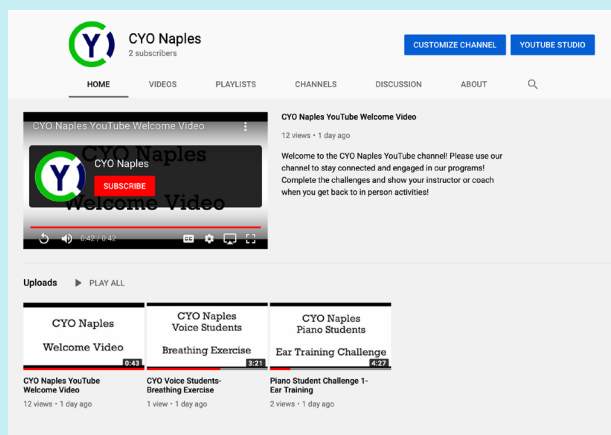 CYO Naples
2 subscribers
CUSTOMIZE CHANNEL
YOUTUBE STUDIO
HOME
VIDEOS
PLAYLISTS
CHANNELS
DISCUSSION
ABOUT
CYO Naples YouTube Welcome Video
CYO Naples
CYO Naples
SUBSCRIBE
Welcome Video
0:42 / 0:42
CC
CYO Naples YouTube Welcome Video
12 views • 1 day ago
Welcome to the CYO Naples YouTube channel! Please use our
channel to stay connected and engaged in our programs!
Complete the challenges and show your instructor or coach
when you get back to in person activities!
Uploads
PLAY ALL
CYO Naples
Welcome Video
0:43
CYO Naples YouTube
Welcome Video
12 views • 1 day ago
CYO Naples
Voice Students
Breathing Exercise
3:21
CYO Voice Students-
Breathing Exercise
1 view • 1 day ago
CYO Naples
Piano Students
Ear Training Challenge
4:27
Piano Student Challenge 1-
Ear Training
2 views • 1 day ago